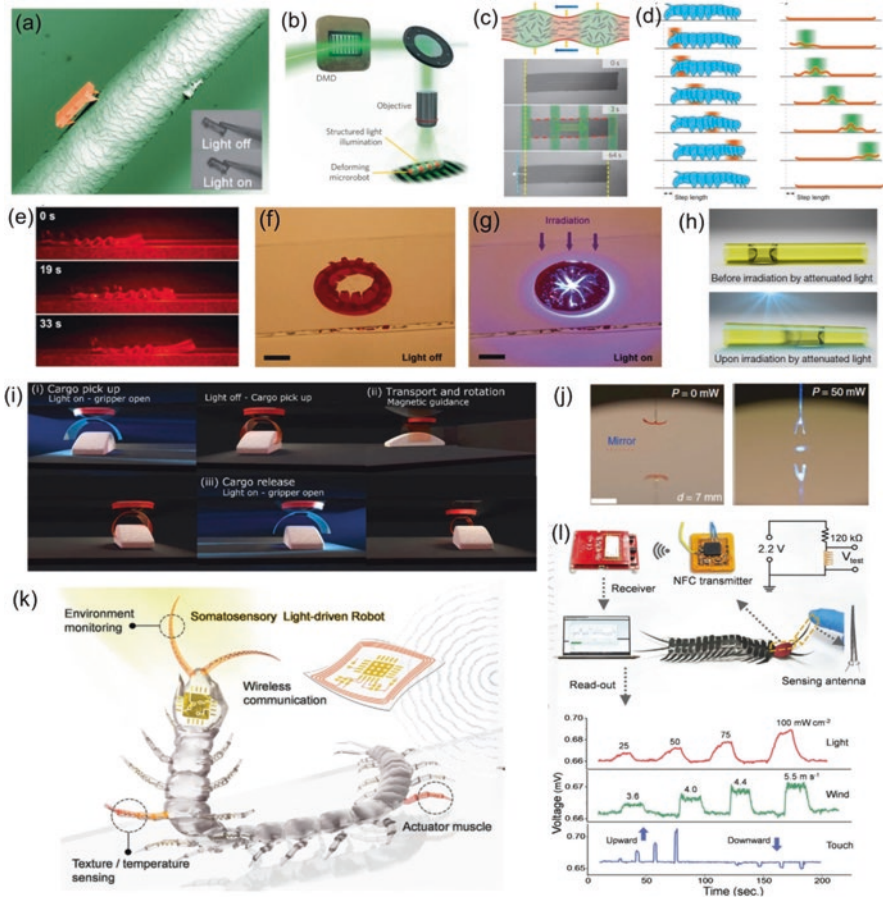 (a)
Light off
Light on
(b)
DMD
Objective
Structured light
illumination
Deforming
microrobot
(c)
0 s
3 s
64 s
(d)
Step length
Step length
(e)
0 s
19 s
33 s
(f)
Light off
(g)
Irradiation
Light on
(h)
Before irradiation by attenuated light
Upon irradiation by attenuated light
(i)
(i) Cargo pick up
Light on - gripper open
Light off - Cargo pick up
(ii) Transport and rotation
Magnetic guidance
(iii) Cargo release
Light on - gripper open
(j)
P = 0 mW
Mirror
d = 7 mm
P = 50 mW
(k)
Environment
monitoring
Somatosensory Light-driven Robot
Wireless
communication
Texture / temperature
sensing
Actuator muscle
(l)
Receiver
NFC transmitter
2.2 V
120 kΩ
Vtest
Read-out
Sensing antenna
Voltage (mV)
0.70
0.66
25
50
75
100 mW cm-2
Light
0.67
0.66
3.6
4.0
4.4
5.5 m s-1
Wind
0.70
0.65
Upward
Downward
Touch
0
50
100
150
200
Time (sec.)